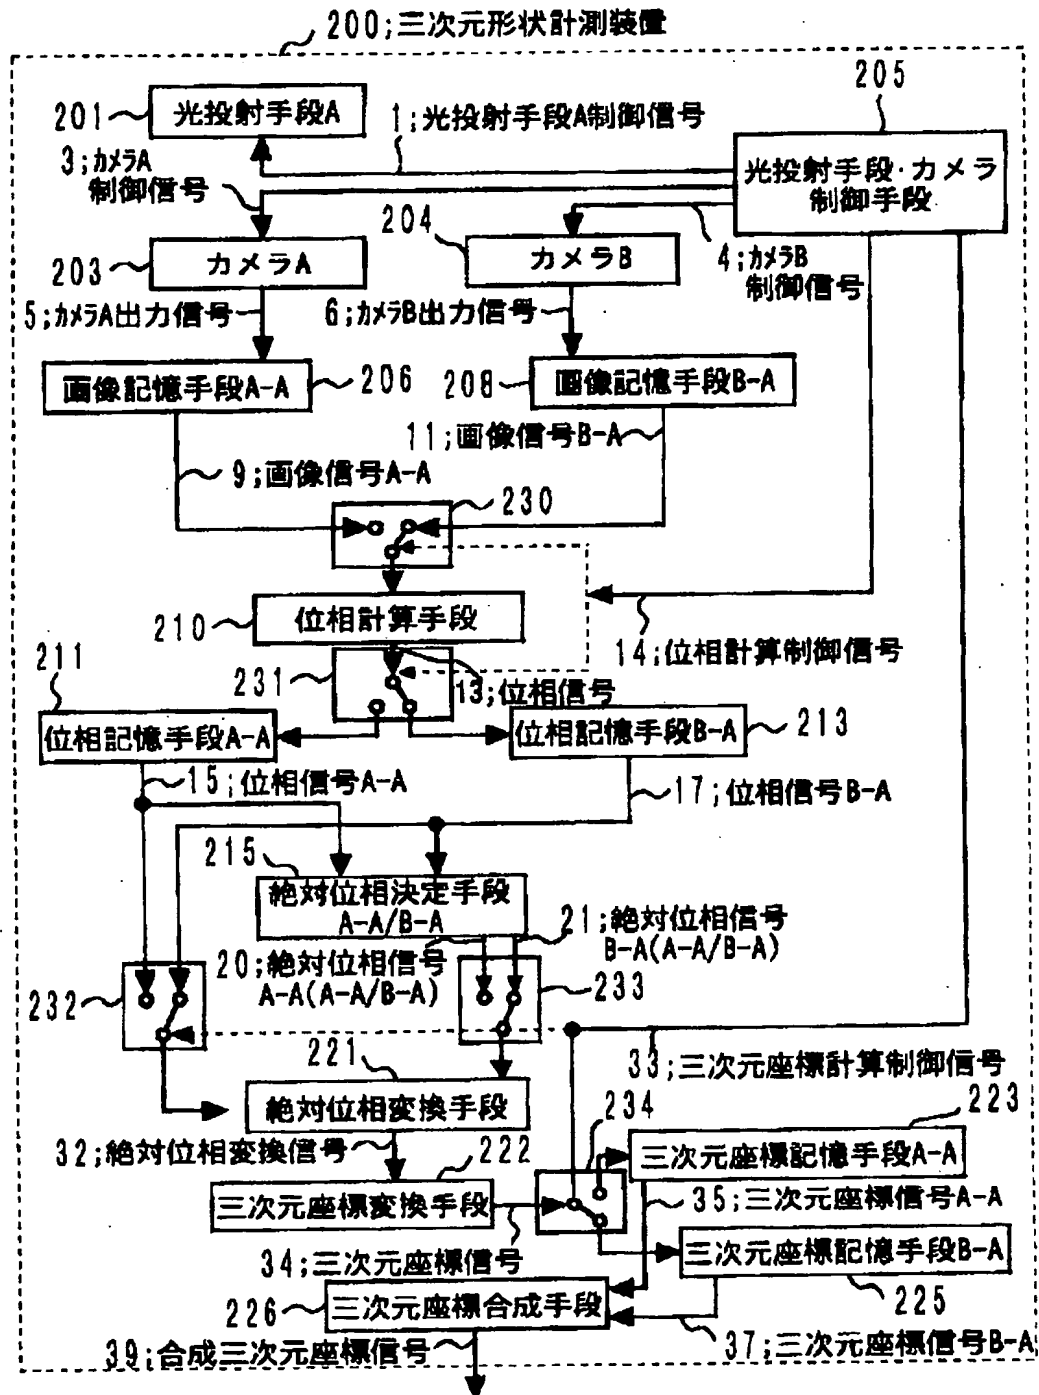 200;三次元形状計測装置
205
201
光投射手段A
1;光投射手段A制御信号
3;カメラA
制御信号
光投射手段・カメラ
制御手段
204
203
カメラA
カメラB
4;カメラB
制御信号
5;カメラA出力信号
6;カメラB出力信号
画像記憶手段A-A
206
208
画像記憶手段B-A
11;画像信号B-A
9;画像信号A-A
230
210
位相計算手段
14;位相計算制御信号
211
231
13;位相信号
位相記憶手段A-A
位相記憶手段B-A
213
15;位相信号A-A
17;位相信号B-A
215
絶対位相決定手段
A-A/B-A
21;絶対位相信号
B-A(A-A/B-A)
20;絶対位相信号
A-A(A-A/B-A)
232
233
221
33;三次元座標計算制御信号
絶対位相変換手段
234
223
32;絶対位相変換信号
222
三次元座標記憶手段A-A
三次元座標変換手段
35;三次元座標信号A-A
34;三次元座標信号
三次元座標記憶手段B-A
226
三次元座標合成手段
225
39;合成三次元座標信号
37;三次元座標信号B-A